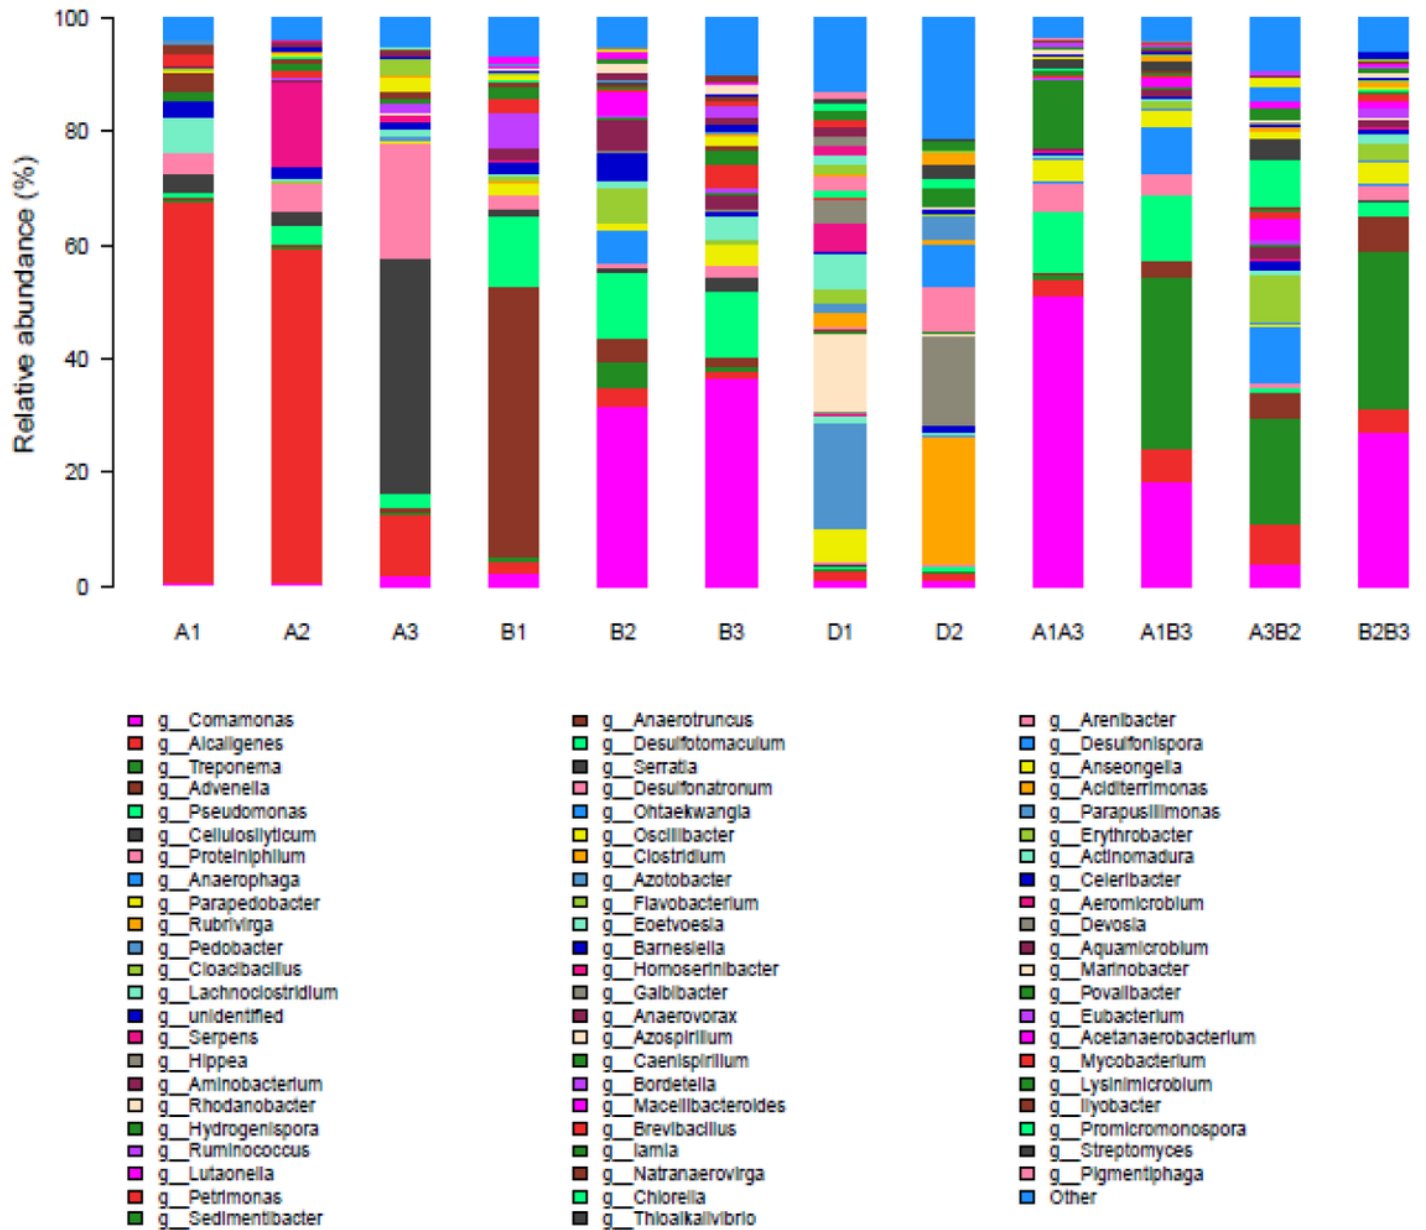 100
80
60
40
20
0
Relative abundance (%)
A1 A2 A3 B1 B2 B3 D1 D2 A1A3 A1B3 A3B2 B2B3
g__Comamonas
g__Alcaligenes
g__Treponema
g__Advenella
g__Pseudomonas
g__Cellulosilyticum
g__Proteiniphilum
g__Anaerophaga
g__Parapedobacter
g__Rubrivirga
g__Pedobacter
g__Cloacibacillus
g__Lachnoclostridium
g__unidentified
g__Serpens
g__Hippea
g__Aminobacterium
g__Rhodanobacter
g__Hydrogenispora
g__Ruminococcus
g__Lutaonella
g__Petrimonas
g__Sedimentibacter
g__Anaerotruncus
g__Desulfotomaculum
g__Serratia
g__Desulfonatronum
g__Ohtaekwangia
g__Oscillibacter
g__Clostridium
g__Azotobacter
g__Flavobacterium
g__Eoetvoesia
g__Barnesiella
g__Homoserinibacter
g__Galbibacter
g__Anaerovorax
g__Azospirillum
g__Caenispirillum
g__Bordetella
g__Macellibacteroides
g__Brevibacillus
g__Iamia
g__Natranaerovirga
g__Chlorella
g__Thioalkalivibrio
g__Arenibacter
g__Desulfonispora
g__Anseongella
g__Aciditerrimonas
g__Parapusillimonas
g__Erythrobacter
g__Actinomadura
g__Celeribacter
g__Aeromicrobium
g__Devosia
g__Aquamicrobium
g__Marinobacter
g__Povalibacter
g__Eubacterium
g__Acetanaerobacterium
g__Mycobacterium
g__Lysinimicrobium
g__Ilyobacter
g__Promicromonospora
g__Streptomyces
g__Pigmentiphaga
Other